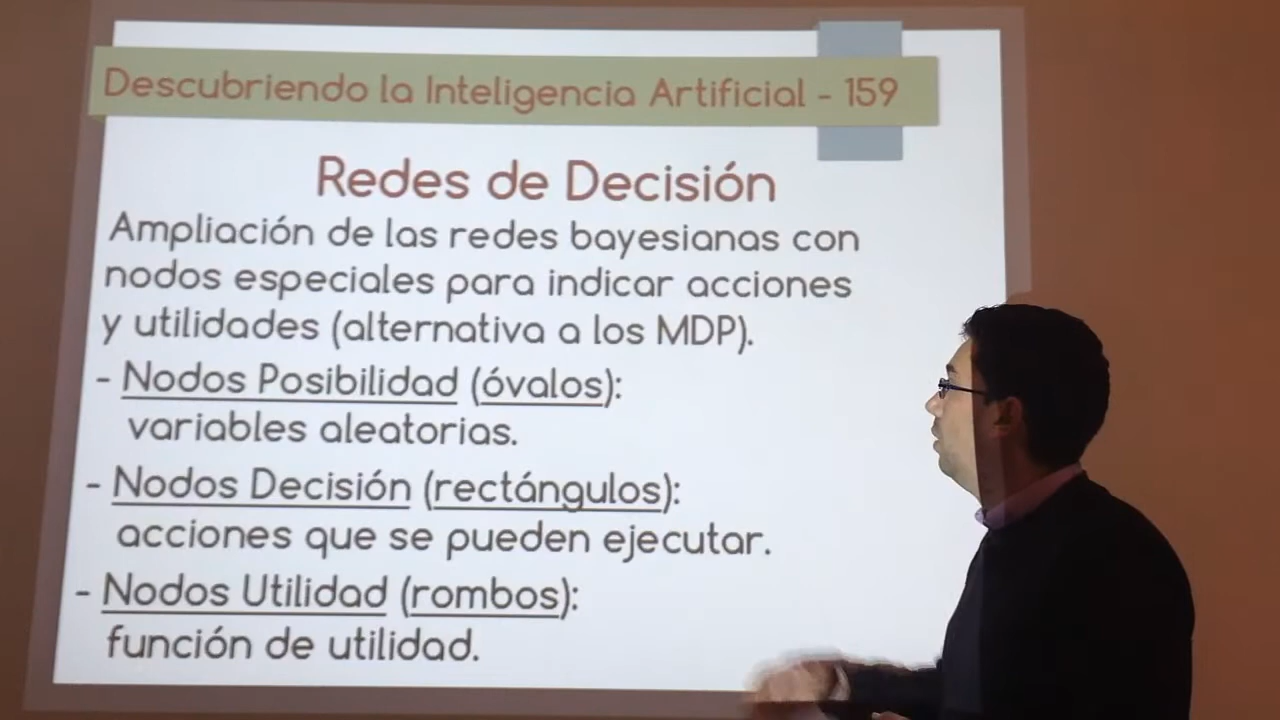 Descubriendo la Inteligencia Artificial - 159
Redes de Decisión
Ampliación de las redes bayesianas con
nodos especiales para indicar acciones
y utilidades (alternativa a los MDP).
- Nodos Posibilidad (óvalos):
variables aleatorias.
- Nodos Decisión (rectángulos):
acciones que se pueden ejecutar.
- Nodos Utilidad (rombos):
función de utilidad.